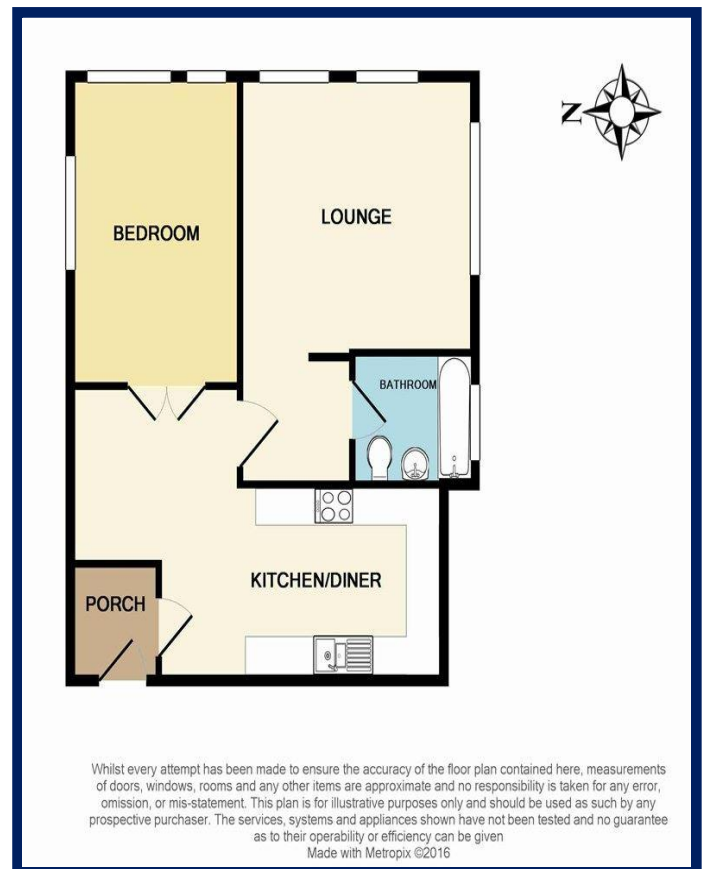 N
LOUNGE
BEDROOM
BATHROOM
KITCHEN/DINER
PORCH
Whilst every attempt has been made to ensure the accuracy of the floor plan contained here, measurements
of doors, windows, rooms and any other items are approximate and no responsibility is taken for any error,
omission, or mis-statement. This plan is for illustrative purposes only and should be used as such by any
prospective purchaser. The services, systems and appliances shown have not been tested and no guarantee
as to their operability or efficiency can be given
Made with Metropix ©2016